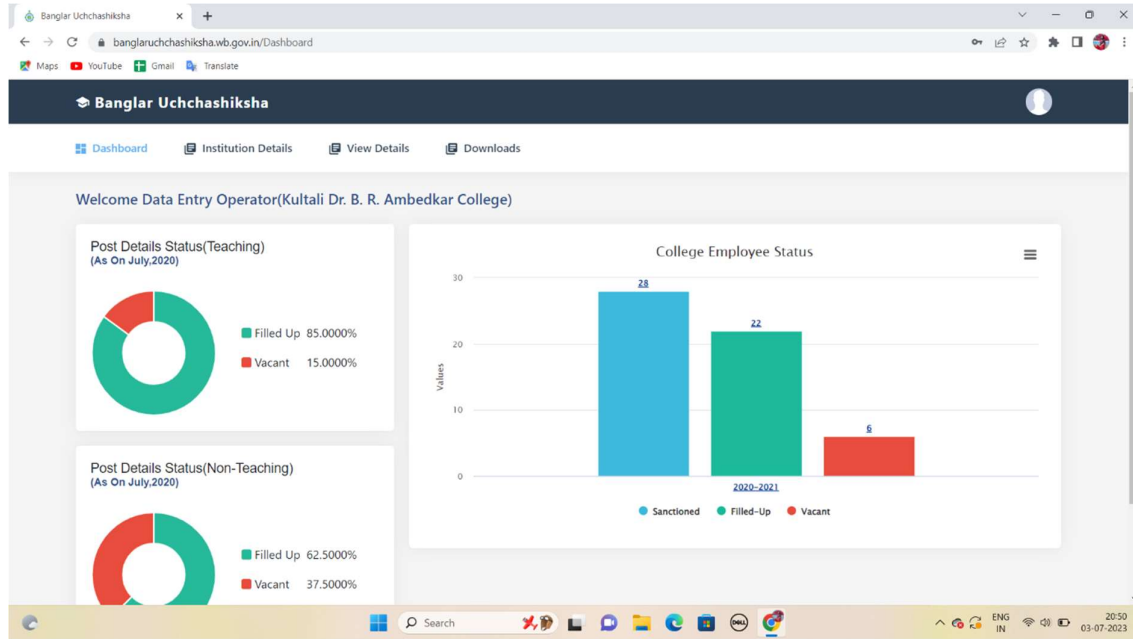 Banglar Uchchashiksha
banglaruchchashiksha.wb.gov.in/Dashboard
Maps YouTube Gmail Translate
Banglar Uchchashiksha
Dashboard Institution Details View Details Downloads
Welcome Data Entry Operator(Kultali Dr. B. R. Ambedkar College)
Post Details Status(Teaching)
(As On July,2020)
Filled Up 85.0000%
Vacant 15.0000%
College Employee Status
Values
30
20
10
0
28
22
6
2020-2021
Sanctioned Filled-Up Vacant
Post Details Status(Non-Teaching)
(As On July,2020)
Filled Up 62.5000%
Vacant 37.5000%
Search
DELL
ENG
IN
20:50
03-07-2023